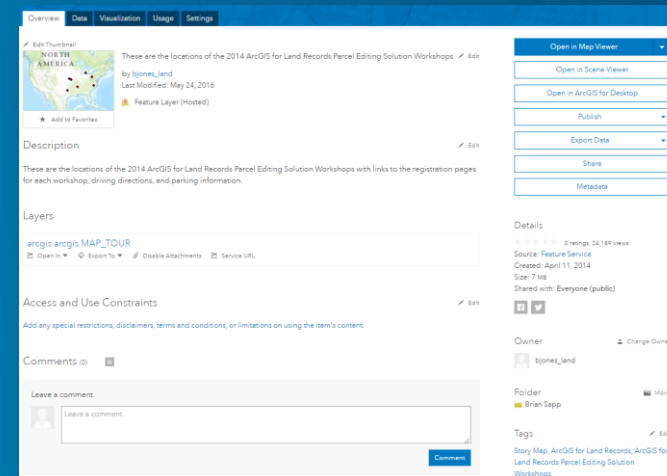 Overview Data Visualization Usage Settings
Edit Thumbnail
NORTH
AMERICA
Add to Favorites
These are the locations of the 2014 ArcGIS for Land Records Parcel Editing Solution Workshops Edit
by bjones_land
Last Modified: May 24, 2016
Feature Layer (Hosted)
Description Edit
These are the locations of the 2014 ArcGIS for Land Records Parcel Editing Solution Workshops with links to the registration pages
for each workshop, driving directions, and parking information.
Layers
arcgis.arcgis.MAP_TOUR
Open in Export To Disable Attachments Service URL
Access and Use Constraints Edit
Add any special restrictions, disclaimers, terms and conditions, or limitations on using the item's content.
Comments (0)
Leave a comment.
Leave a comment.
Comment
Open in Map Viewer
Open in Scene Viewer
Open in ArcGIS for Desktop
Publish
Export Data
Share
Metadata
Details
0 ratings, 24,189 views
Source: Feature Service
Created: April 11, 2014
Size: 7 MB
Shared with: Everyone (public)
Owner Change Owne
bjones_land
Folder Mov
Brian Sapp
Tags Ed
Story Map, ArcGIS for Land Records, ArcGIS for
Land Records Parcel Editing Solution
Workshops